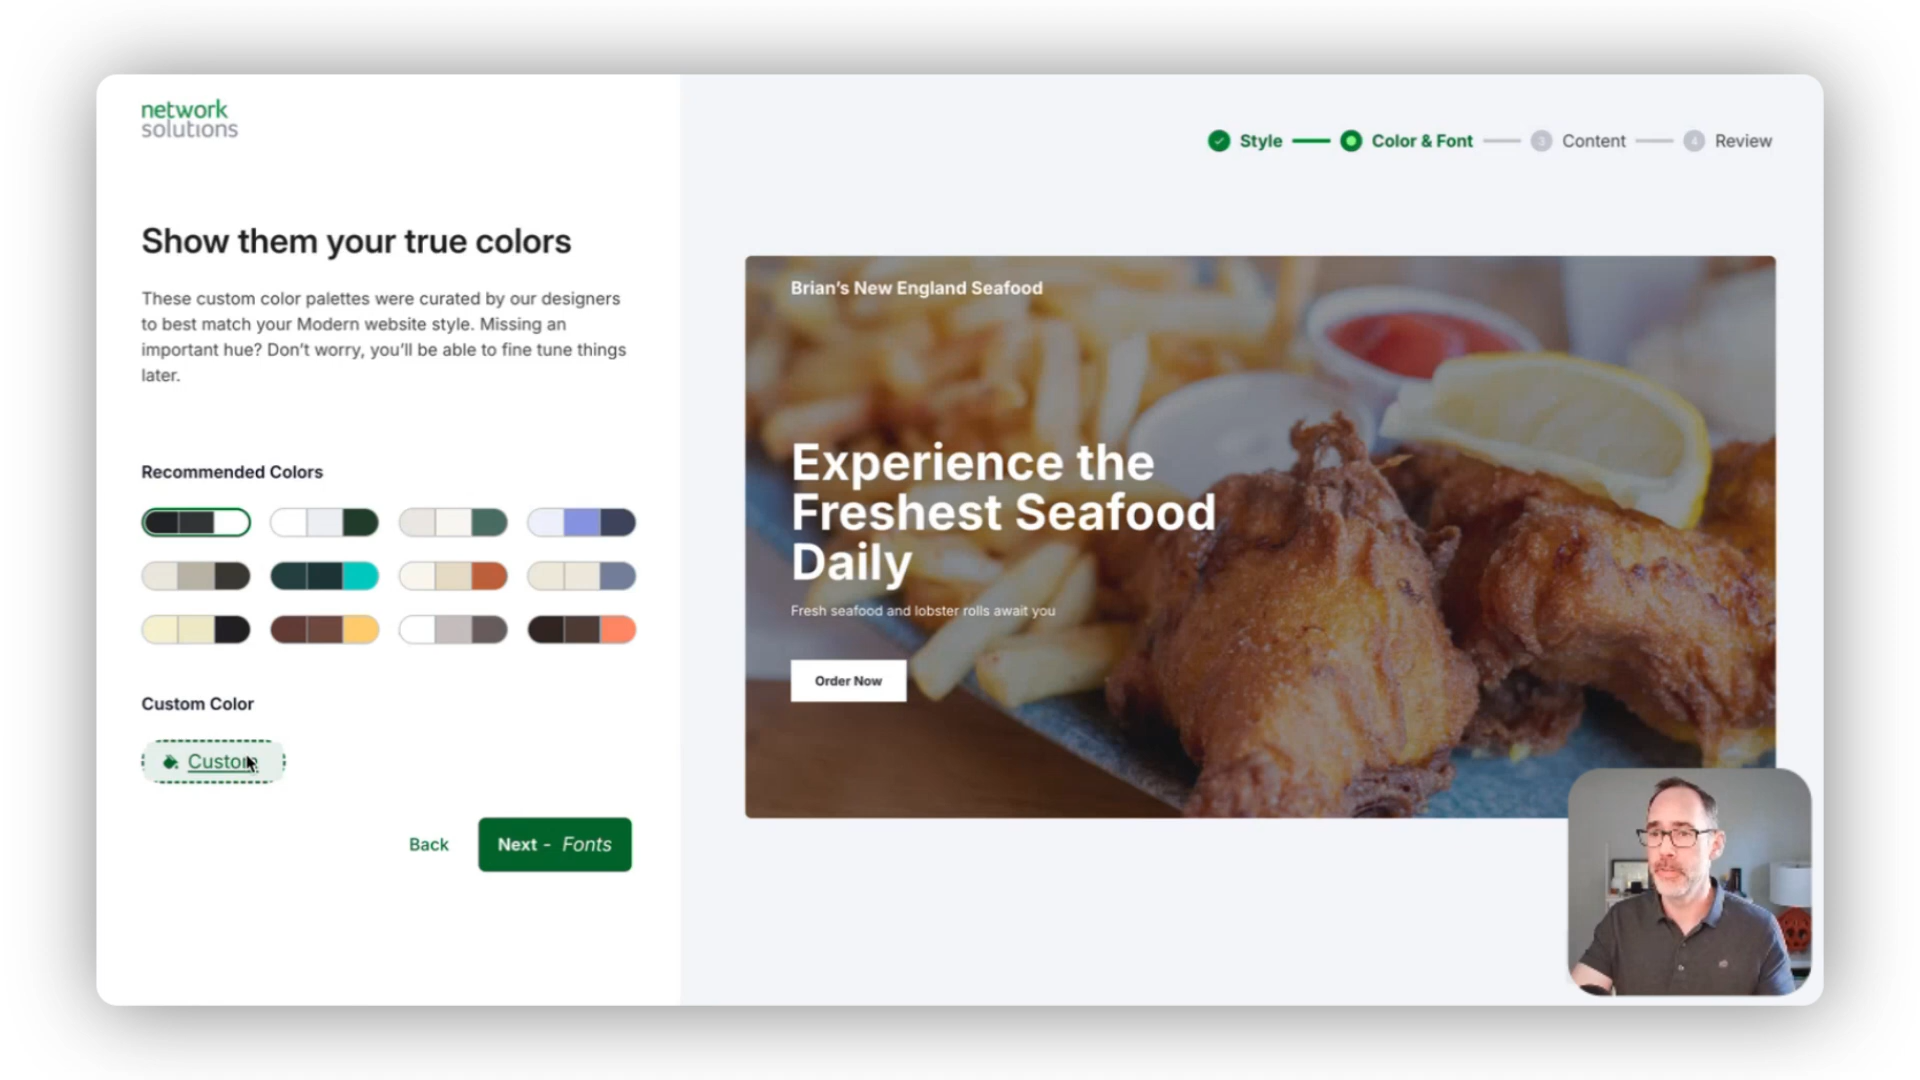 network
solutions
Style
Color & Font
3
Content
4
Review
Show them your true colors
These custom color palettes were curated by our designers
to best match your Modern website style. Missing an
important hue? Don't worry, you'll be able to fine tune things
later.
Recommended Colors
Custom Color
Custom
Back
Next - Fonts
Brian's New England Seafood
Experience the
Freshest Seafood
Daily
Fresh seafood and lobster rolls await you
Order Now